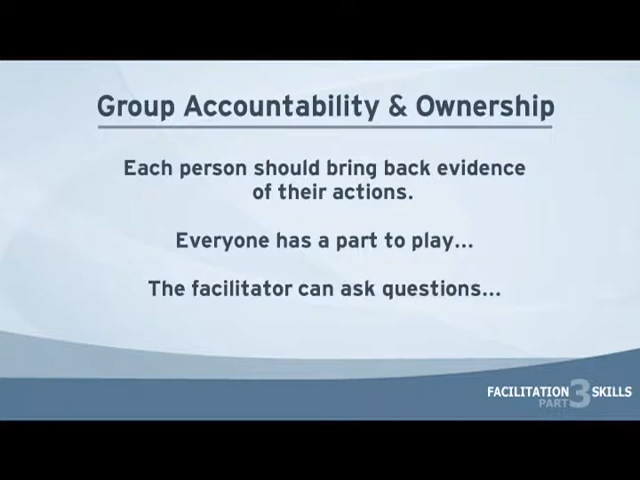 Group Accountability & Ownership
Each person should bring back evidence
of their actions.
Everyone has a part to play...
The facilitator can ask questions...
FACILITATION 3 SKILLS
PART